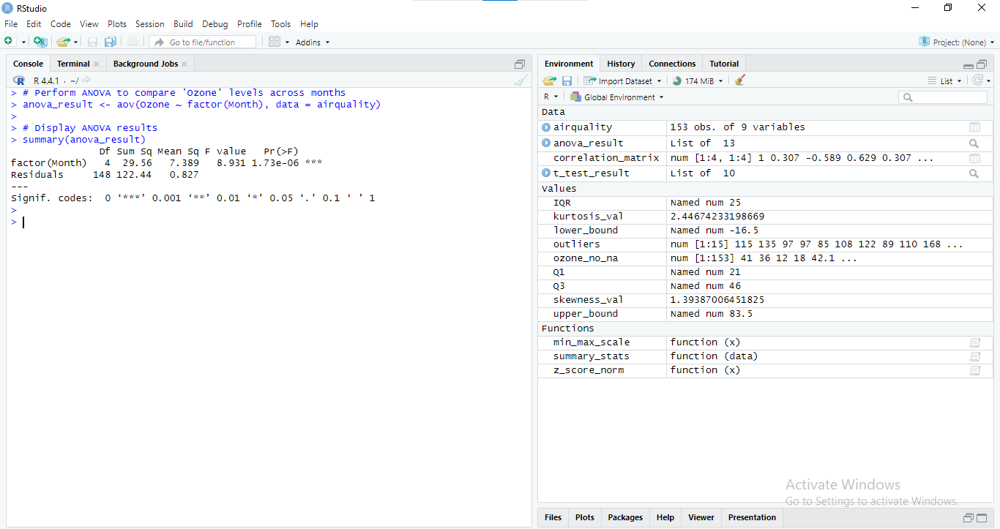 RStudio
File Edit Code View Plots Session Build Debug Profile Tools Help
Go to file/function Addins Project: (None)
Console Terminal Background Jobs
R 4.4.1 · ~/
> # Perform ANOVA to compare 'Ozone' levels across months
> anova_result <- aov(Ozone ~ factor(Month), data = airquality)
>
> # Display ANOVA results
> summary(anova_result)
Df Sum Sq Mean Sq F value Pr(>F)
factor(Month) 4 29.56 7.389 8.931 1.73e-06 ***
Residuals 148 122.44 0.827
---
Signif. codes: 0 ‘***’ 0.001 ‘**’ 0.01 ‘*’ 0.05 ‘.’ 0.1 ‘ ’ 1
>
>
Environment History Connections Tutorial
Import Dataset 174 MiB List
R Global Environment
Data
airquality 153 obs. of 9 variables
anova_result List of 13
correlation_matrix num [1:4, 1:4] 1 0.307 -0.589 0.629 0.307 ...
t_test_result List of 10
Values
IQR Named num 25
kurtosis_val 2.44674233198669
lower_bound Named num -16.5
outliers num [1:15] 115 135 97 97 85 108 122 89 110 168 ...
ozone_no_na num [1:153] 41 36 12 18 42.1 ...
Q1 Named num 21
Q3 Named num 46
skewness_val 1.39387006451825
upper_bound Named num 83.5
Functions
min_max_scale function (x)
summary_stats function (data)
z_score_norm function (x)
Activate Windows
Go to Settings to activate Windows.
Files Plots Packages Help Viewer Presentation